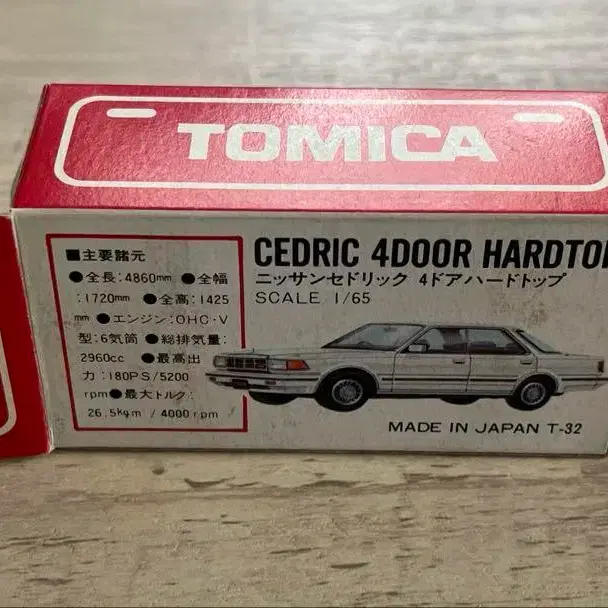 TOMICA
CEDRIC 4DOOR HARDTO
ニッサンセドリック 4ドアハードトップ
SCALE 1/65
■主要諸元
●全長:4860mm ●全幅
:1720mm ●全高:1425
mm ●エンジン:OHC・V
型:6気筒 ●総排気量:
2960cc ●最高出
力:180PS/5200
rpm ●最大トルク:
26.5kgm / 4000rpm
MADE IN JAPAN T-32